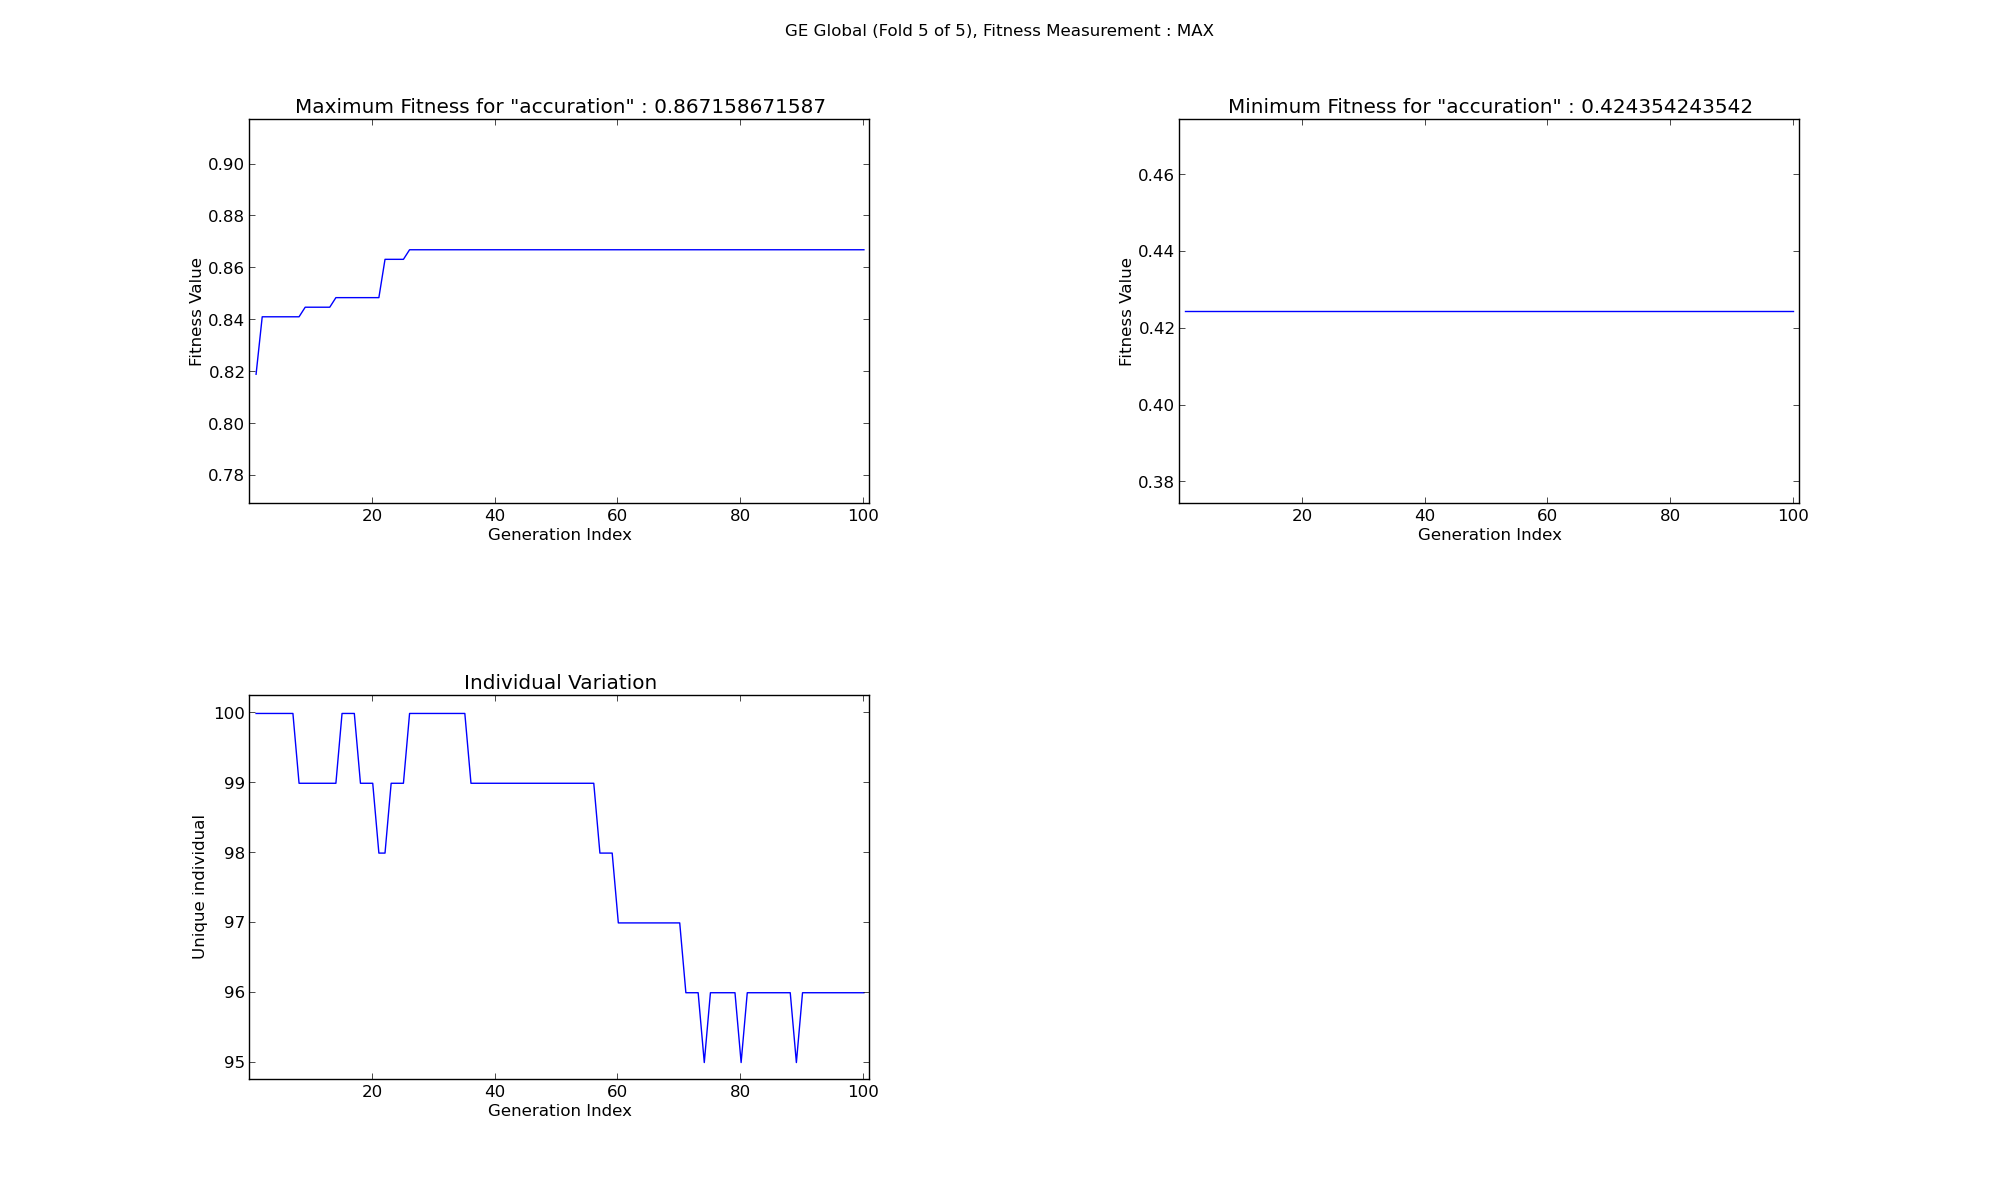 GE Global (Fold 5 of 5), Fitness Measurement : MAX
Maximum Fitness for "accuration" : 0.867158671587
0.90
0.88
0.86
0.84
0.82
0.80
0.78
Fitness Value
20 40 60 80 100
Generation Index
Minimum Fitness for "accuration" : 0.424354243542
0.46
0.44
0.42
0.40
0.38
Fitness Value
20 40 60 80 100
Generation Index
Individual Variation
100
99
98
97
96
95
Unique individual
20 40 60 80 100
Generation Index